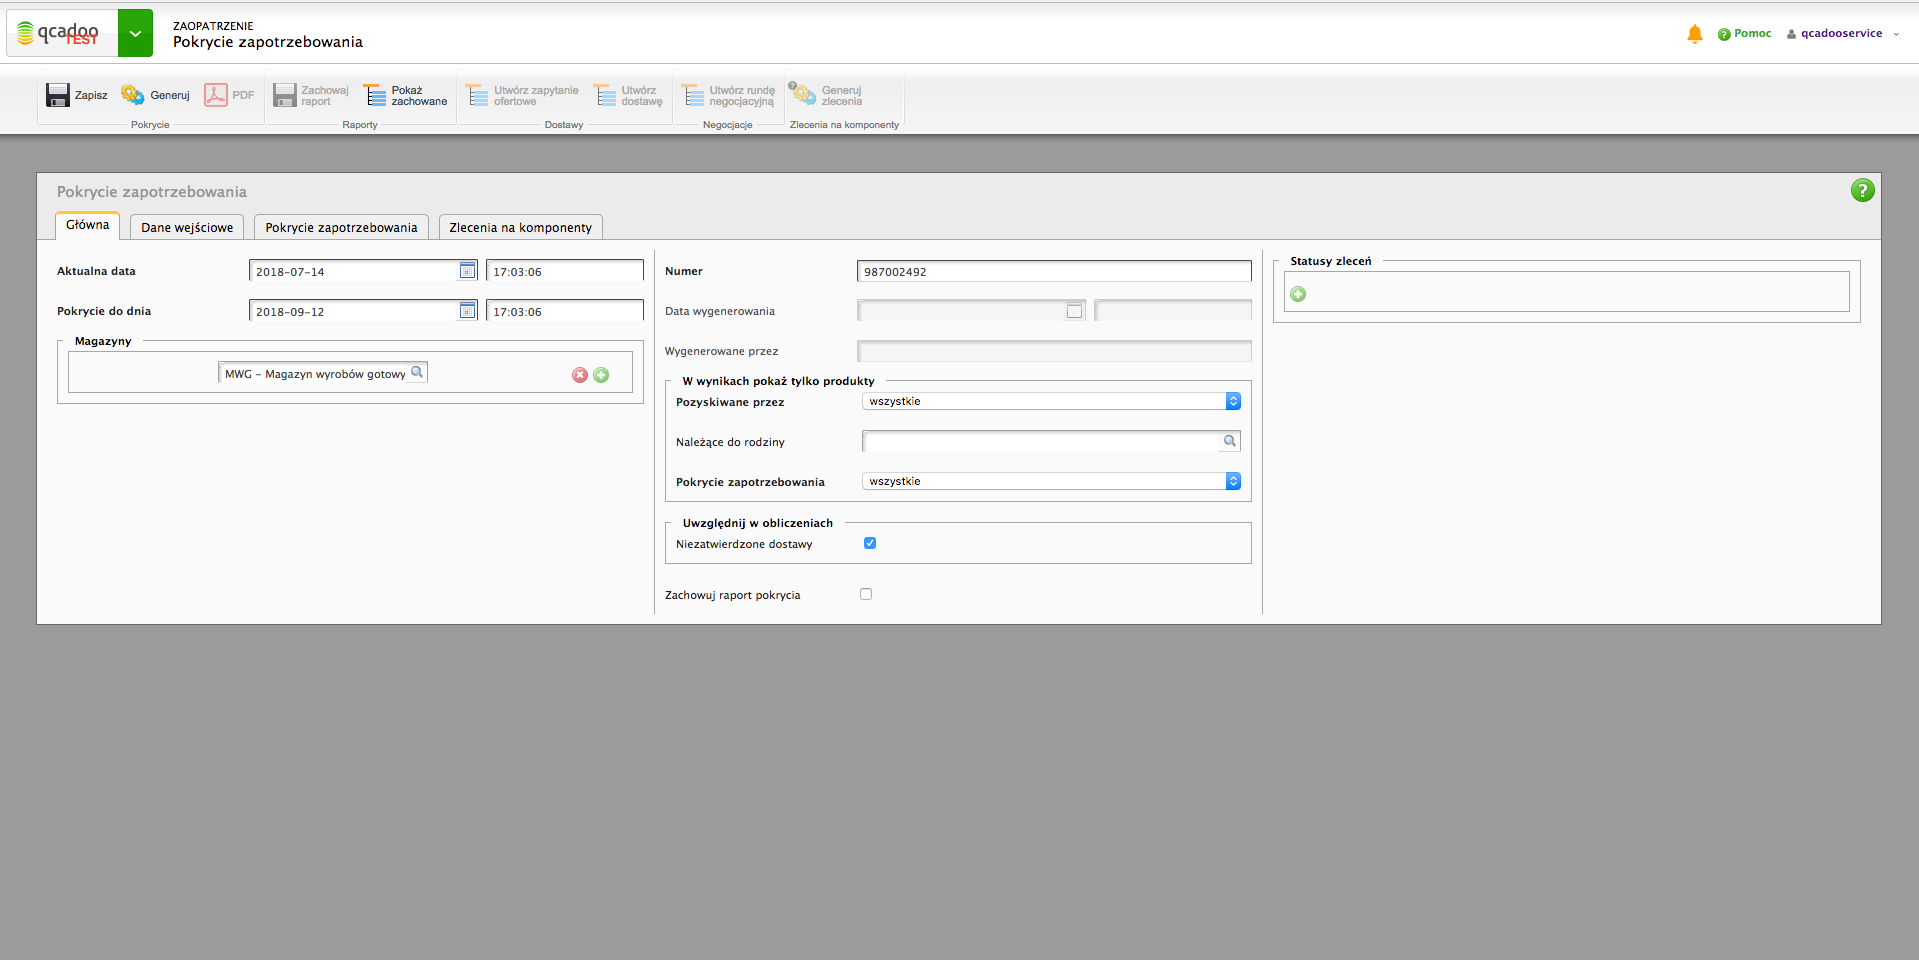 qcadoo
TEST
ZAOPATRZENIE
Pokrycie zapotrzebowania
Pomoc
qcadooservice
Zapisz
Generuj
PDF
Pokrycie
Zachowaj
raport
Pokaż
zachowane
Raporty
Utwórz zapytanie
ofertowe
Utwórz
dostawę
Dostawy
Utwórz rundę
negocjacyjną
Negocjacje
Generuj
zlecenia
Zlecenia na komponenty
Pokrycie zapotrzebowania
Główna
Dane wejściowe
Pokrycie zapotrzebowania
Zlecenia na komponenty
Aktualna data
2018-07-14
17:03:06
Pokrycie do dnia
2018-09-12
17:03:06
Magazyny
MWG - Magazyn wyrobów gotowy
Numer
987002492
Data wygenerowania
Wygenerowane przez
W wynikach pokaż tylko produkty
Pozyskiwane przez
wszystkie
Należące do rodziny
Pokrycie zapotrzebowania
wszystkie
Uwzględnij w obliczeniach
Niezatwierdzone dostawy
Zachowuj raport pokrycia
Statusy zleceń